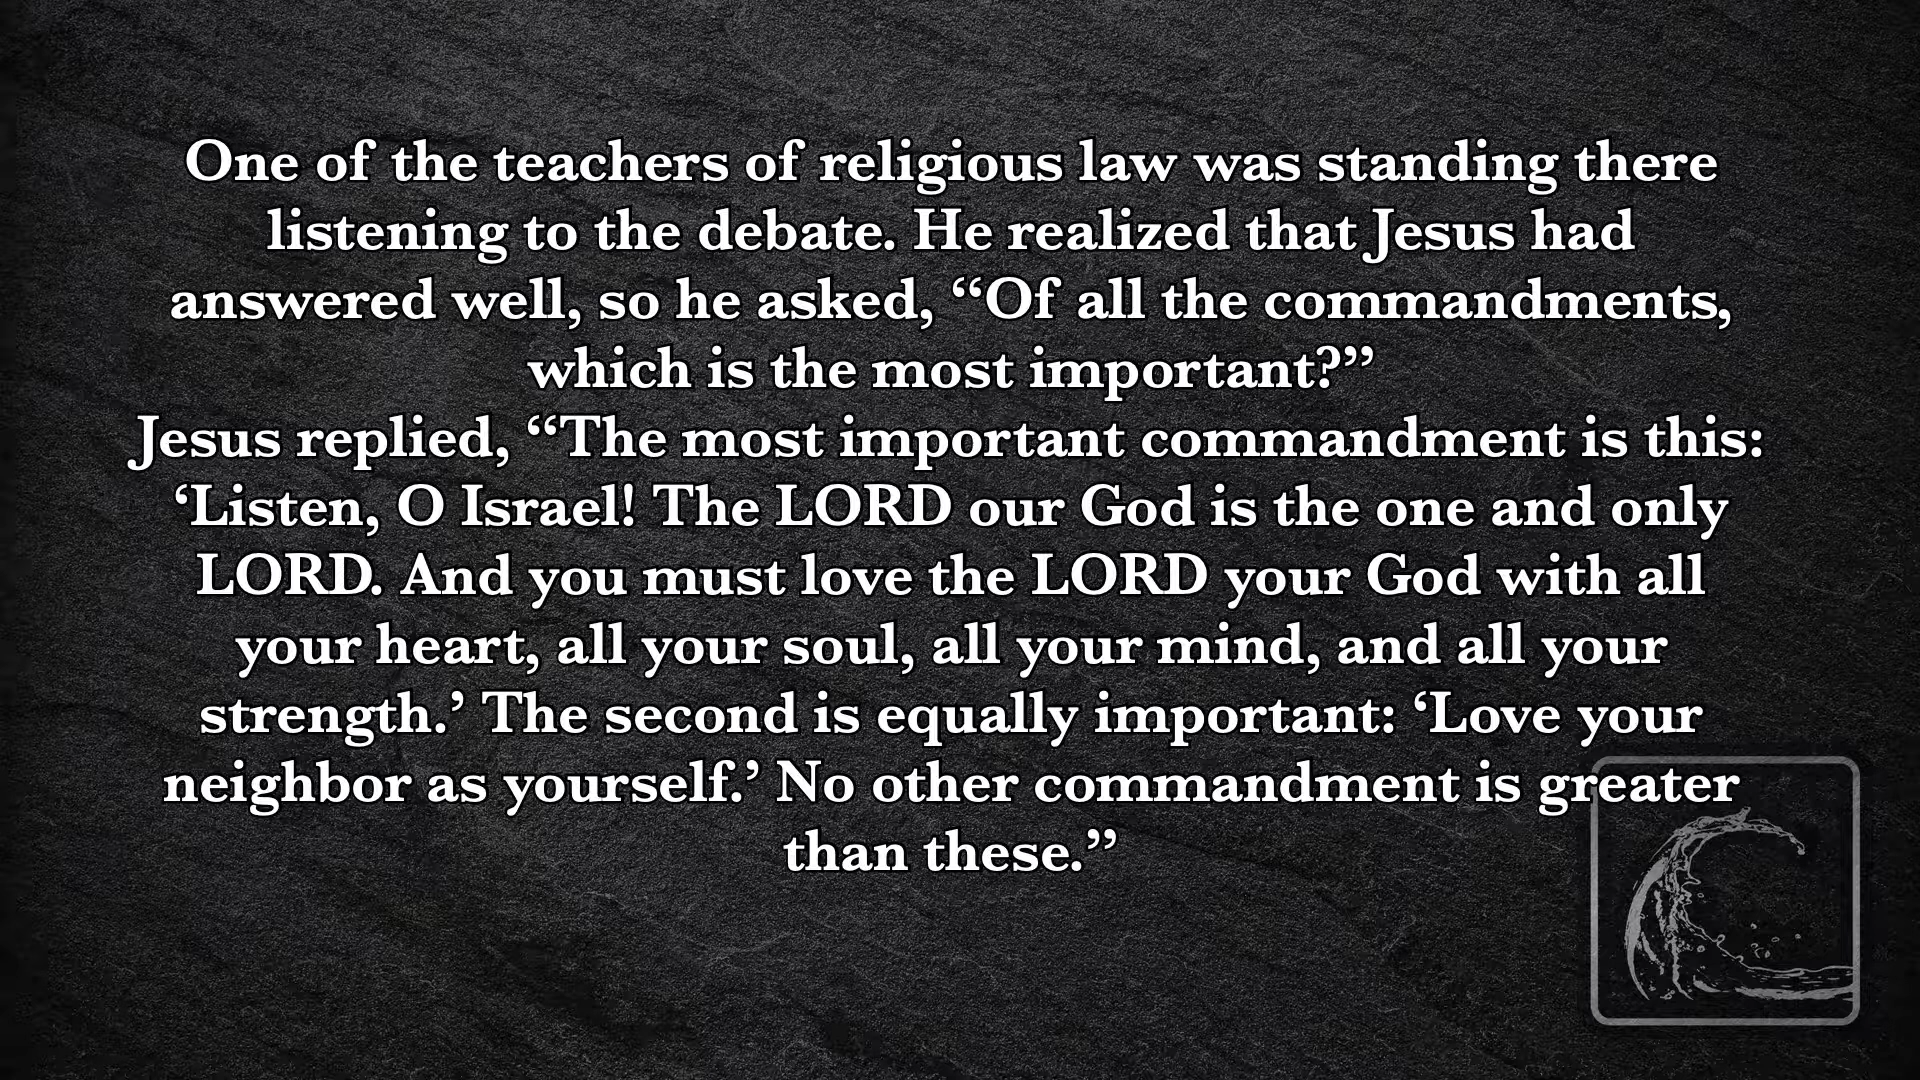 One of the teachers of religious law was standing there
listening to the debate. He realized that Jesus had
answered well, so he asked, “Of all the commandments,
which is the most important?”
Jesus replied, “The most important commandment is this:
‘Listen, O Israel! The LORD our God is the one and only
LORD. And you must love the LORD your God with all
your heart, all your soul, all your mind, and all your
strength.’ The second is equally important: ‘Love your
neighbor as yourself.’ No other commandment is greater
than these.”